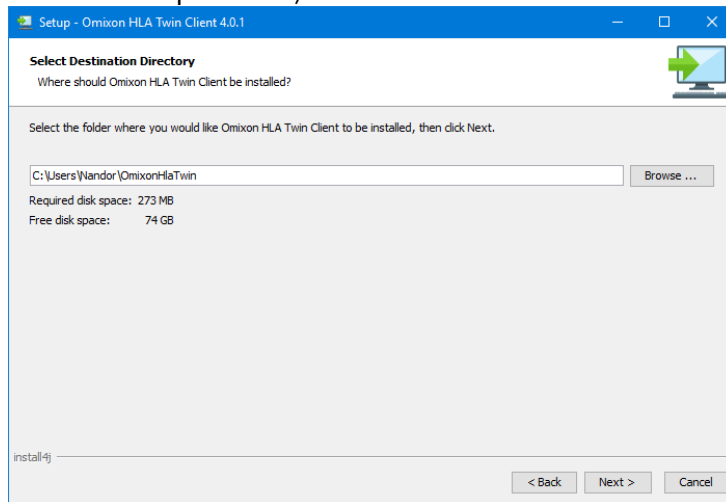 Setup - Omixon HLA Twin Client 4.0.1
Select Destination Directory
Where should Omixon HLA Twin Client be installed?
Select the folder where you would like Omixon HLA Twin Client to be installed, then click Next.
C:\Users\Nandor\OmixonHlaTwin
Browse ...
Required disk space: 273 MB
Free disk space: 74 GB
install4j
< Back Next > Cancel